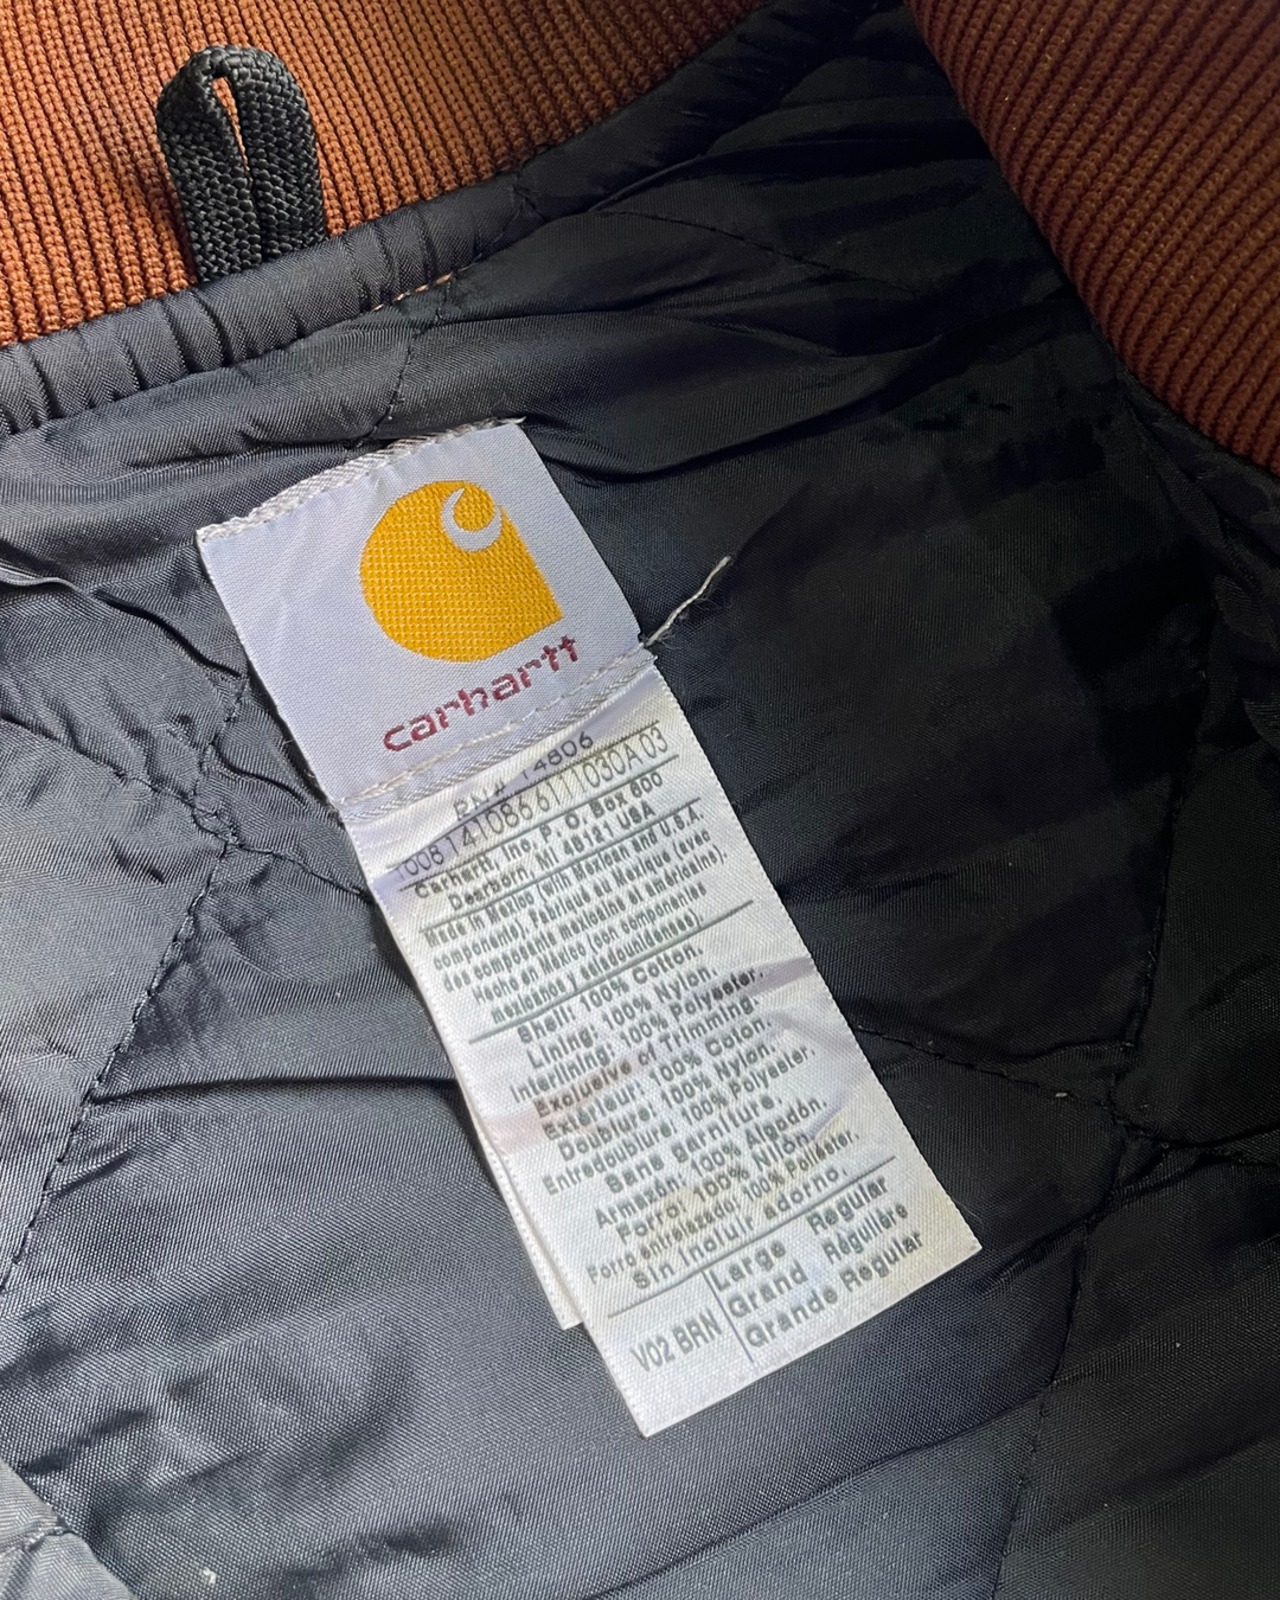 carhartt
RN# 14806
10081410866111030A 03
Carhartt, Inc, P. O. Box 600
Dearborn, MI 48121 USA
Made in Mexico (with Mexican and U.S.A.
components). Fabriqué au Mexique (avec
des composants mexicains et américains).
Hecho en México (con componentes
mexicanos y estadounidenses).
Shell: 100% Cotton.
Lining: 100% Nylon.
Interlining: 100% Polyester.
Exclusive of Trimming.
Extérieur: 100% Coton.
Doublure: 100% Nylon.
Entredoublure: 100% Polyester.
Sans garniture.
Armazón: 100% Algodón.
Forro: 100% Nilón.
Forro entrelazado: 100% Poliéster.
Sin incluir adorno.
V02 BRN
Large Regular
Grand Régulière
Grande Regular